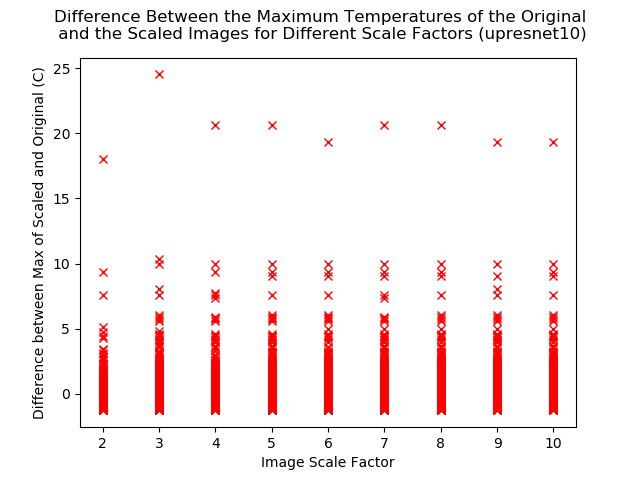 Difference Between the Maximum Temperatures of the Original
and the Scaled Images for Different Scale Factors (upresnet10)
Difference between Max of Scaled and Original (C)
25
20
15
10
5
0
2 3 4 5 6 7 8 9 10
Image Scale Factor